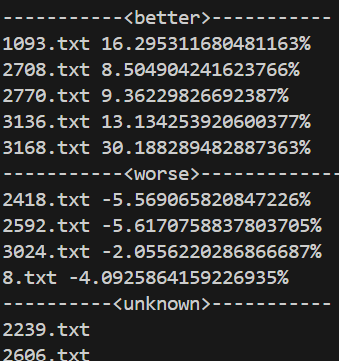 -----------<better>-----------
1093.txt 16.295311680481163%
2708.txt 8.504904241623766%
2770.txt 9.36229826692387%
3136.txt 13.134253920600377%
3168.txt 30.188289482887363%
-----------<worse>------------
2418.txt -5.569065820847226%
2592.txt -5.6170758837803705%
3024.txt -2.0556220286866687%
8.txt -4.0925864159226935%
----------<unknown>-----------
2239.txt
2606.txt